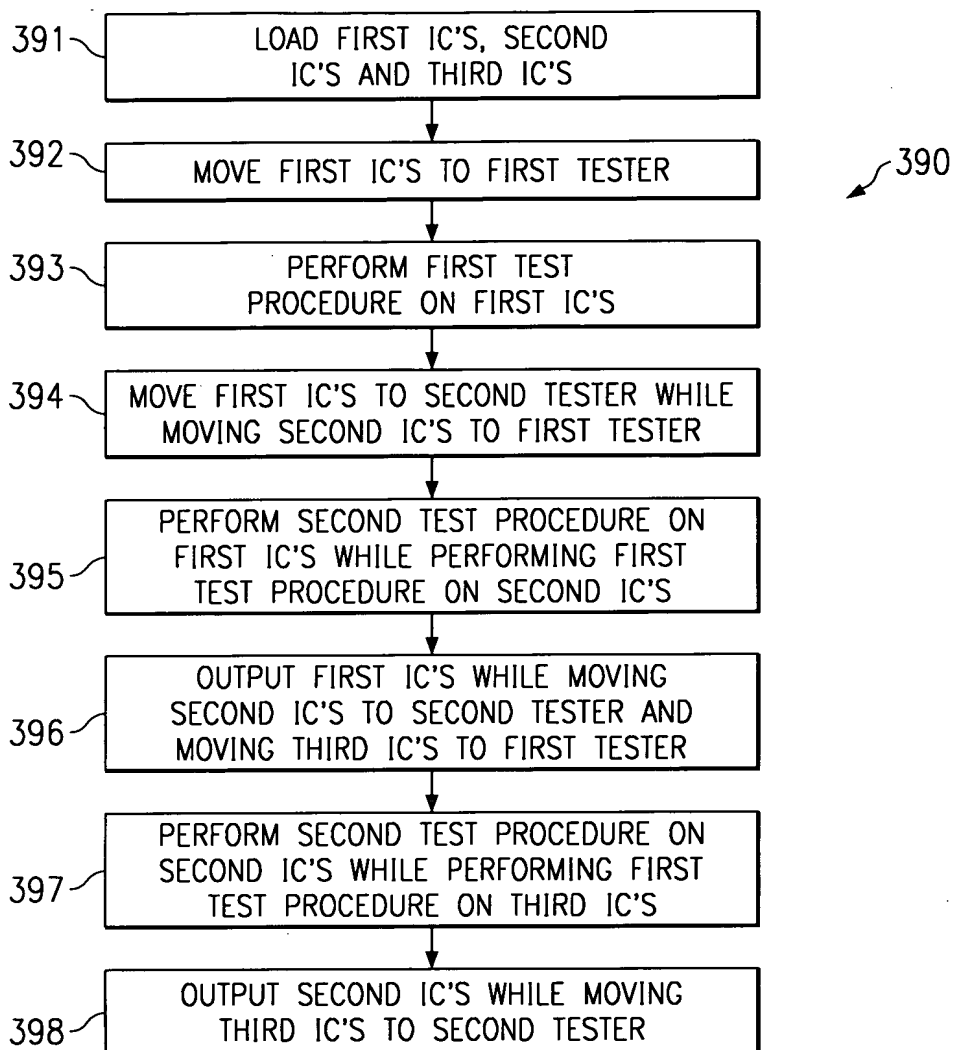 391
LOAD FIRST IC'S, SECOND
IC'S AND THIRD IC'S
392
MOVE FIRST IC'S TO FIRST TESTER
390
393
PERFORM FIRST TEST
PROCEDURE ON FIRST IC'S
394
MOVE FIRST IC'S TO SECOND TESTER WHILE
MOVING SECOND IC'S TO FIRST TESTER
395
PERFORM SECOND TEST PROCEDURE ON
FIRST IC'S WHILE PERFORMING FIRST
TEST PROCEDURE ON SECOND IC'S
396
OUTPUT FIRST IC'S WHILE MOVING
SECOND IC'S TO SECOND TESTER AND
MOVING THIRD IC'S TO FIRST TESTER
397
PERFORM SECOND TEST PROCEDURE ON
SECOND IC'S WHILE PERFORMING FIRST
TEST PROCEDURE ON THIRD IC'S
398
OUTPUT SECOND IC'S WHILE MOVING
THIRD IC'S TO SECOND TESTER